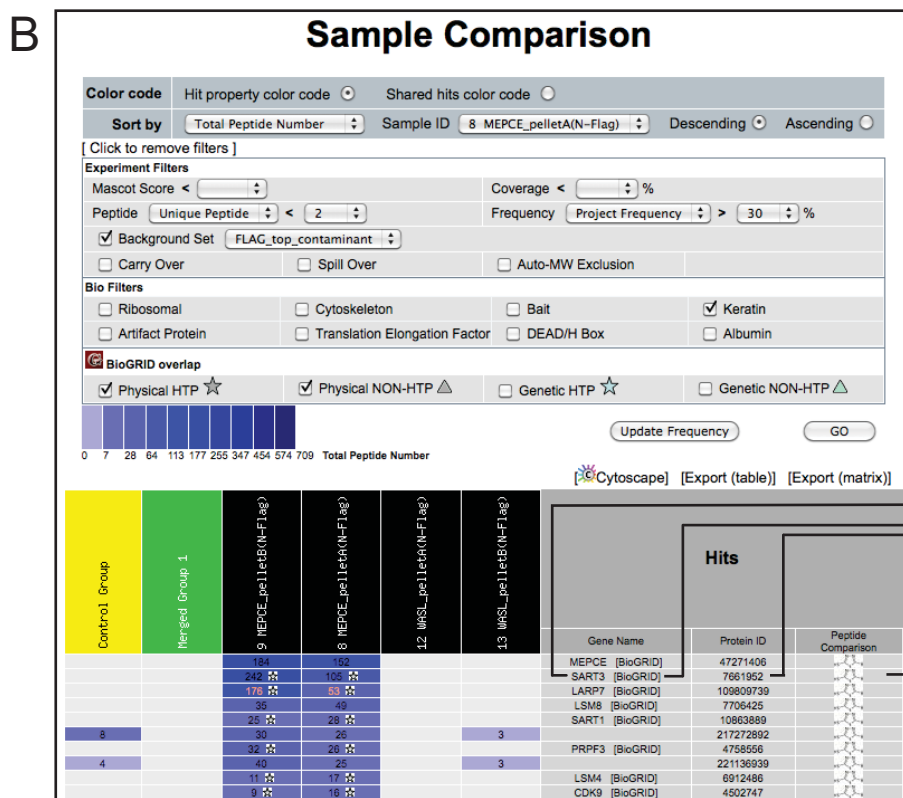 B
Sample Comparison
Color code Hit property color code Shared hits color code
Sort by Total Peptide Number Sample ID 8 MEPCE_pelletA(N-Flag) Descending Ascending
[ Click to remove filters ]
Experiment Filters
Mascot Score < Coverage < %
Peptide Unique Peptide < 2 Frequency Project Frequency > 30 %
Background Set FLAG_top_contaminant
Carry Over Spill Over Auto-MW Exclusion
Bio Filters
Ribosomal Cytoskeleton Bait Keratin
Artifact Protein Translation Elongation Factor DEAD/H Box Albumin
BioGRID overlap
Physical HTP Physical NON-HTP Genetic HTP Genetic NON-HTP
Update Frequency GO
0 7 28 64 113 177 255 347 454 574 709 Total Peptide Number
[Cytoscape] [Export (table)] [Export (matrix)]
Control Group
Merged Group 1
9 MEPCE_pelletB(N-Flag)
8 MEPCE_pelletA(N-Flag)
12 WASL_pelletA(N-Flag)
13 WASL_pelletB(N-Flag)
Hits
Gene Name Protein ID Peptide Comparison
184 152 MEPCE [BioGRID] 47271406
242 105 SART3 [BioGRID] 7661952
176 53 LARP7 [BioGRID] 109809739
35 49 LSM8 [BioGRID] 7706425
25 28 SART1 [BioGRID] 10863889
8 30 26 3 217272892
32 26 PRPF3 [BioGRID] 4758556
4 40 25 3 221136939
11 17 LSM4 [BioGRID] 6912486
9 16 CDK9 [BioGRID] 4502747